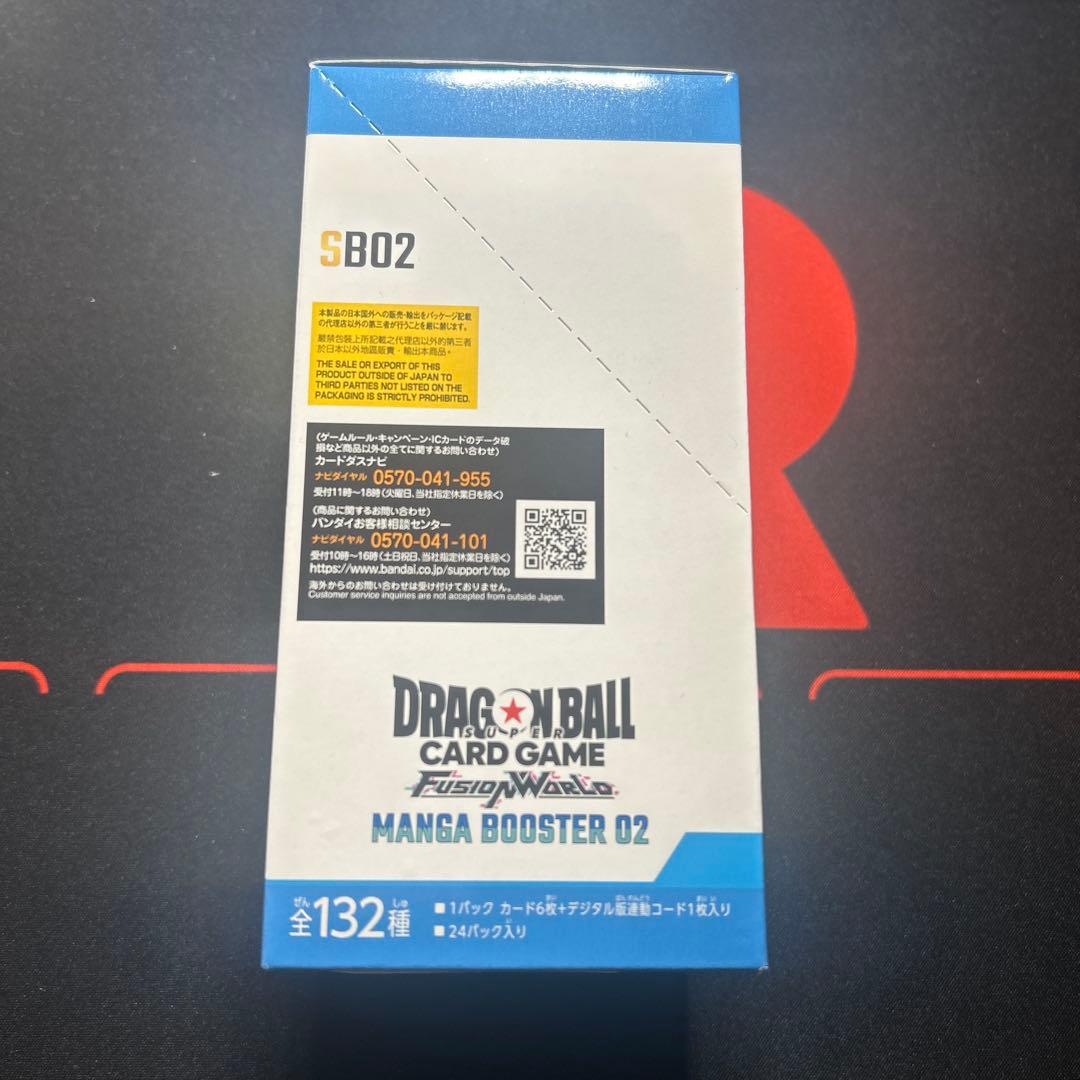 SB02
本製品の日本国外への販売・輸出をパッケージ記載
の代理店以外の第三者が行うことを厳に禁じます。
嚴禁包裝上所記載之代理店以外的第三者
於日本以外地區販賣・輸出本商品。
THE SALE OR EXPORT OF THIS
PRODUCT OUTSIDE OF JAPAN TO
THIRD PARTIES NOT LISTED ON THE
PACKAGING IS STRICTLY PROHIBITED.
(ゲームルール・キャンペーン・ICカードのデータ破
損など商品以外の全てに関するお問い合わせ)
カードダスナビ
ナビダイヤル 0570-041-955
受付11時~18時(火曜日、当社指定休業日を除く)
(商品に関するお問い合わせ)
バンダイお客様相談センター
ナビダイヤル 0570-041-101
受付10時~16時(土日祝日、当社指定休業日を除く)
https://www.bandai.co.jp/support/top
海外からのお問い合わせは受け付けておりません。
Customer service inquiries are not accepted from outside Japan.
DRAGON BALL
SUPER
CARD GAME
FUSION WORLD
MANGA BOOSTER 02
全132種
■1パック カード6枚+デジタル版連動コード1枚入り
■24パック入り
R